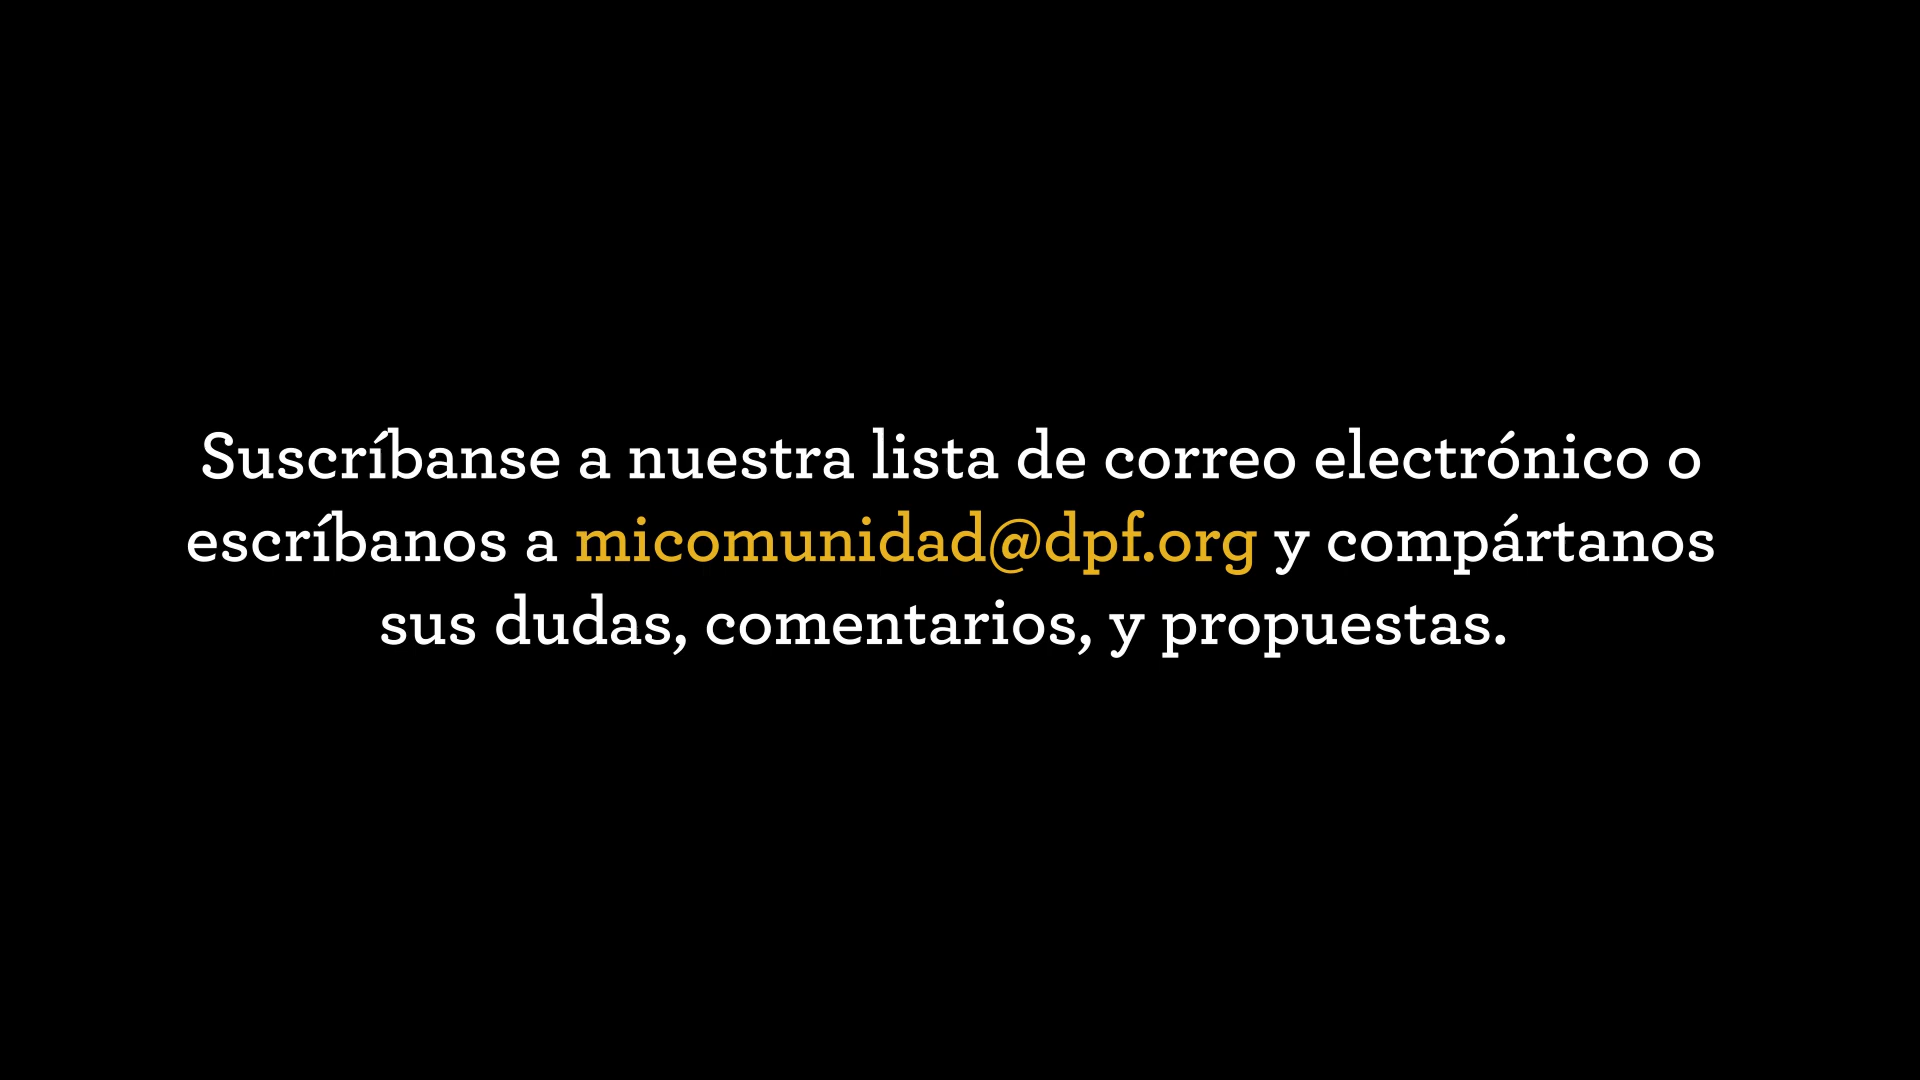 Suscríbanse a nuestra lista de correo electrónico o
escríbanos a micomunidad@dpf.org y compártanos
sus dudas, comentarios, y propuestas.